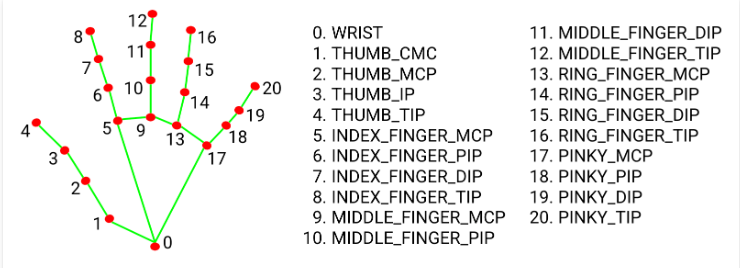 12
8
16
11
7
15
6
10
20
14
19
4
5
9
13
18
3
17
2
1
0
0. WRIST
1. THUMB_CMC
2. THUMB_MCP
3. THUMB_IP
4. THUMB_TIP
5. INDEX_FINGER_MCP
6. INDEX_FINGER_PIP
7. INDEX_FINGER_DIP
8. INDEX_FINGER_TIP
9. MIDDLE_FINGER_MCP
10. MIDDLE_FINGER_PIP
11. MIDDLE_FINGER_DIP
12. MIDDLE_FINGER_TIP
13. RING_FINGER_MCP
14. RING_FINGER_PIP
15. RING_FINGER_DIP
16. RING_FINGER_TIP
17. PINKY_MCP
18. PINKY_PIP
19. PINKY_DIP
20. PINKY_TIP